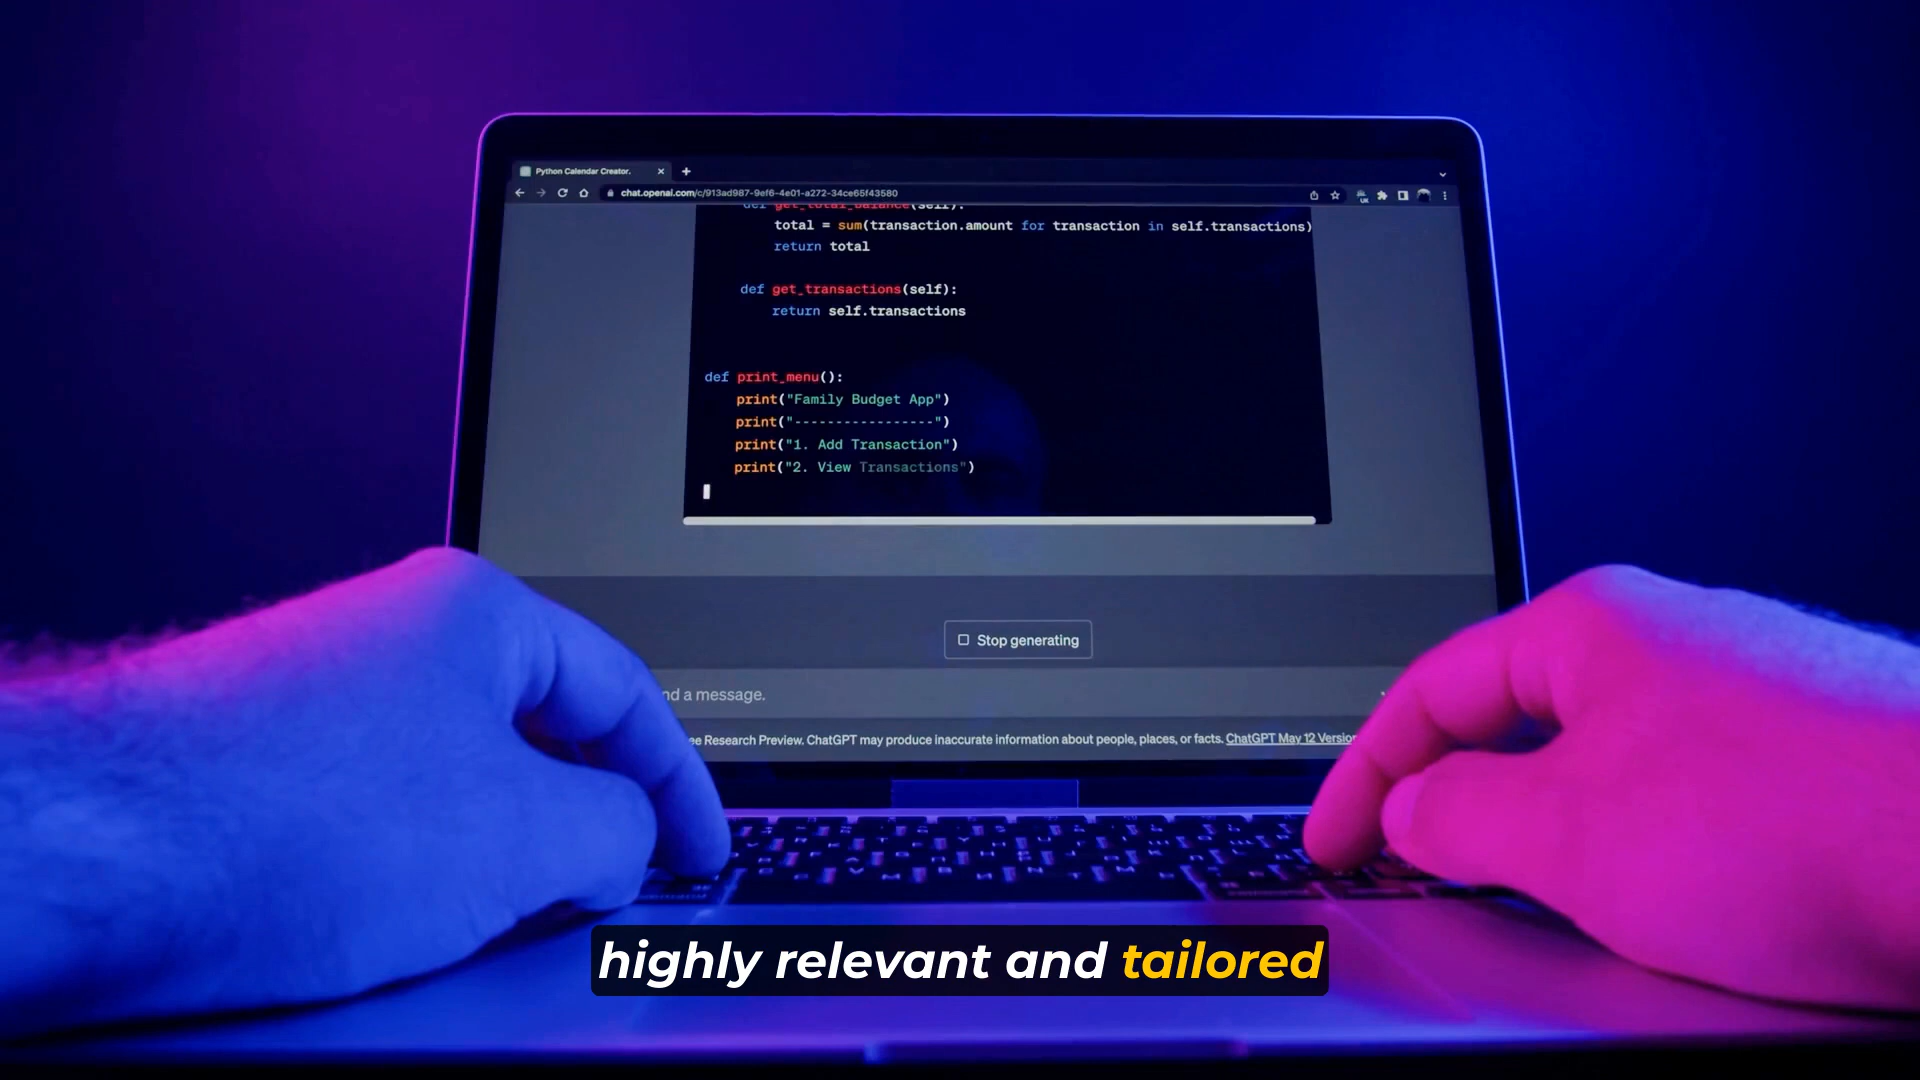 Python Calendar Creator.
chat.openai.com/c/913ad987-9ef6-4e01-a272-34ce65f43580
def get_total_balance(self):
total = sum(transaction.amount for transaction in self.transactions)
return total
def get_transactions(self):
return self.transactions
def print_menu():
print("Family Budget App")
print("-----------------")
print("1. Add Transaction")
print("2. View Transactions")
Stop generating
a message.
Research Preview. ChatGPT may produce inaccurate information about people, places, or facts. ChatGPT May 12 Version
highly relevant and tailored